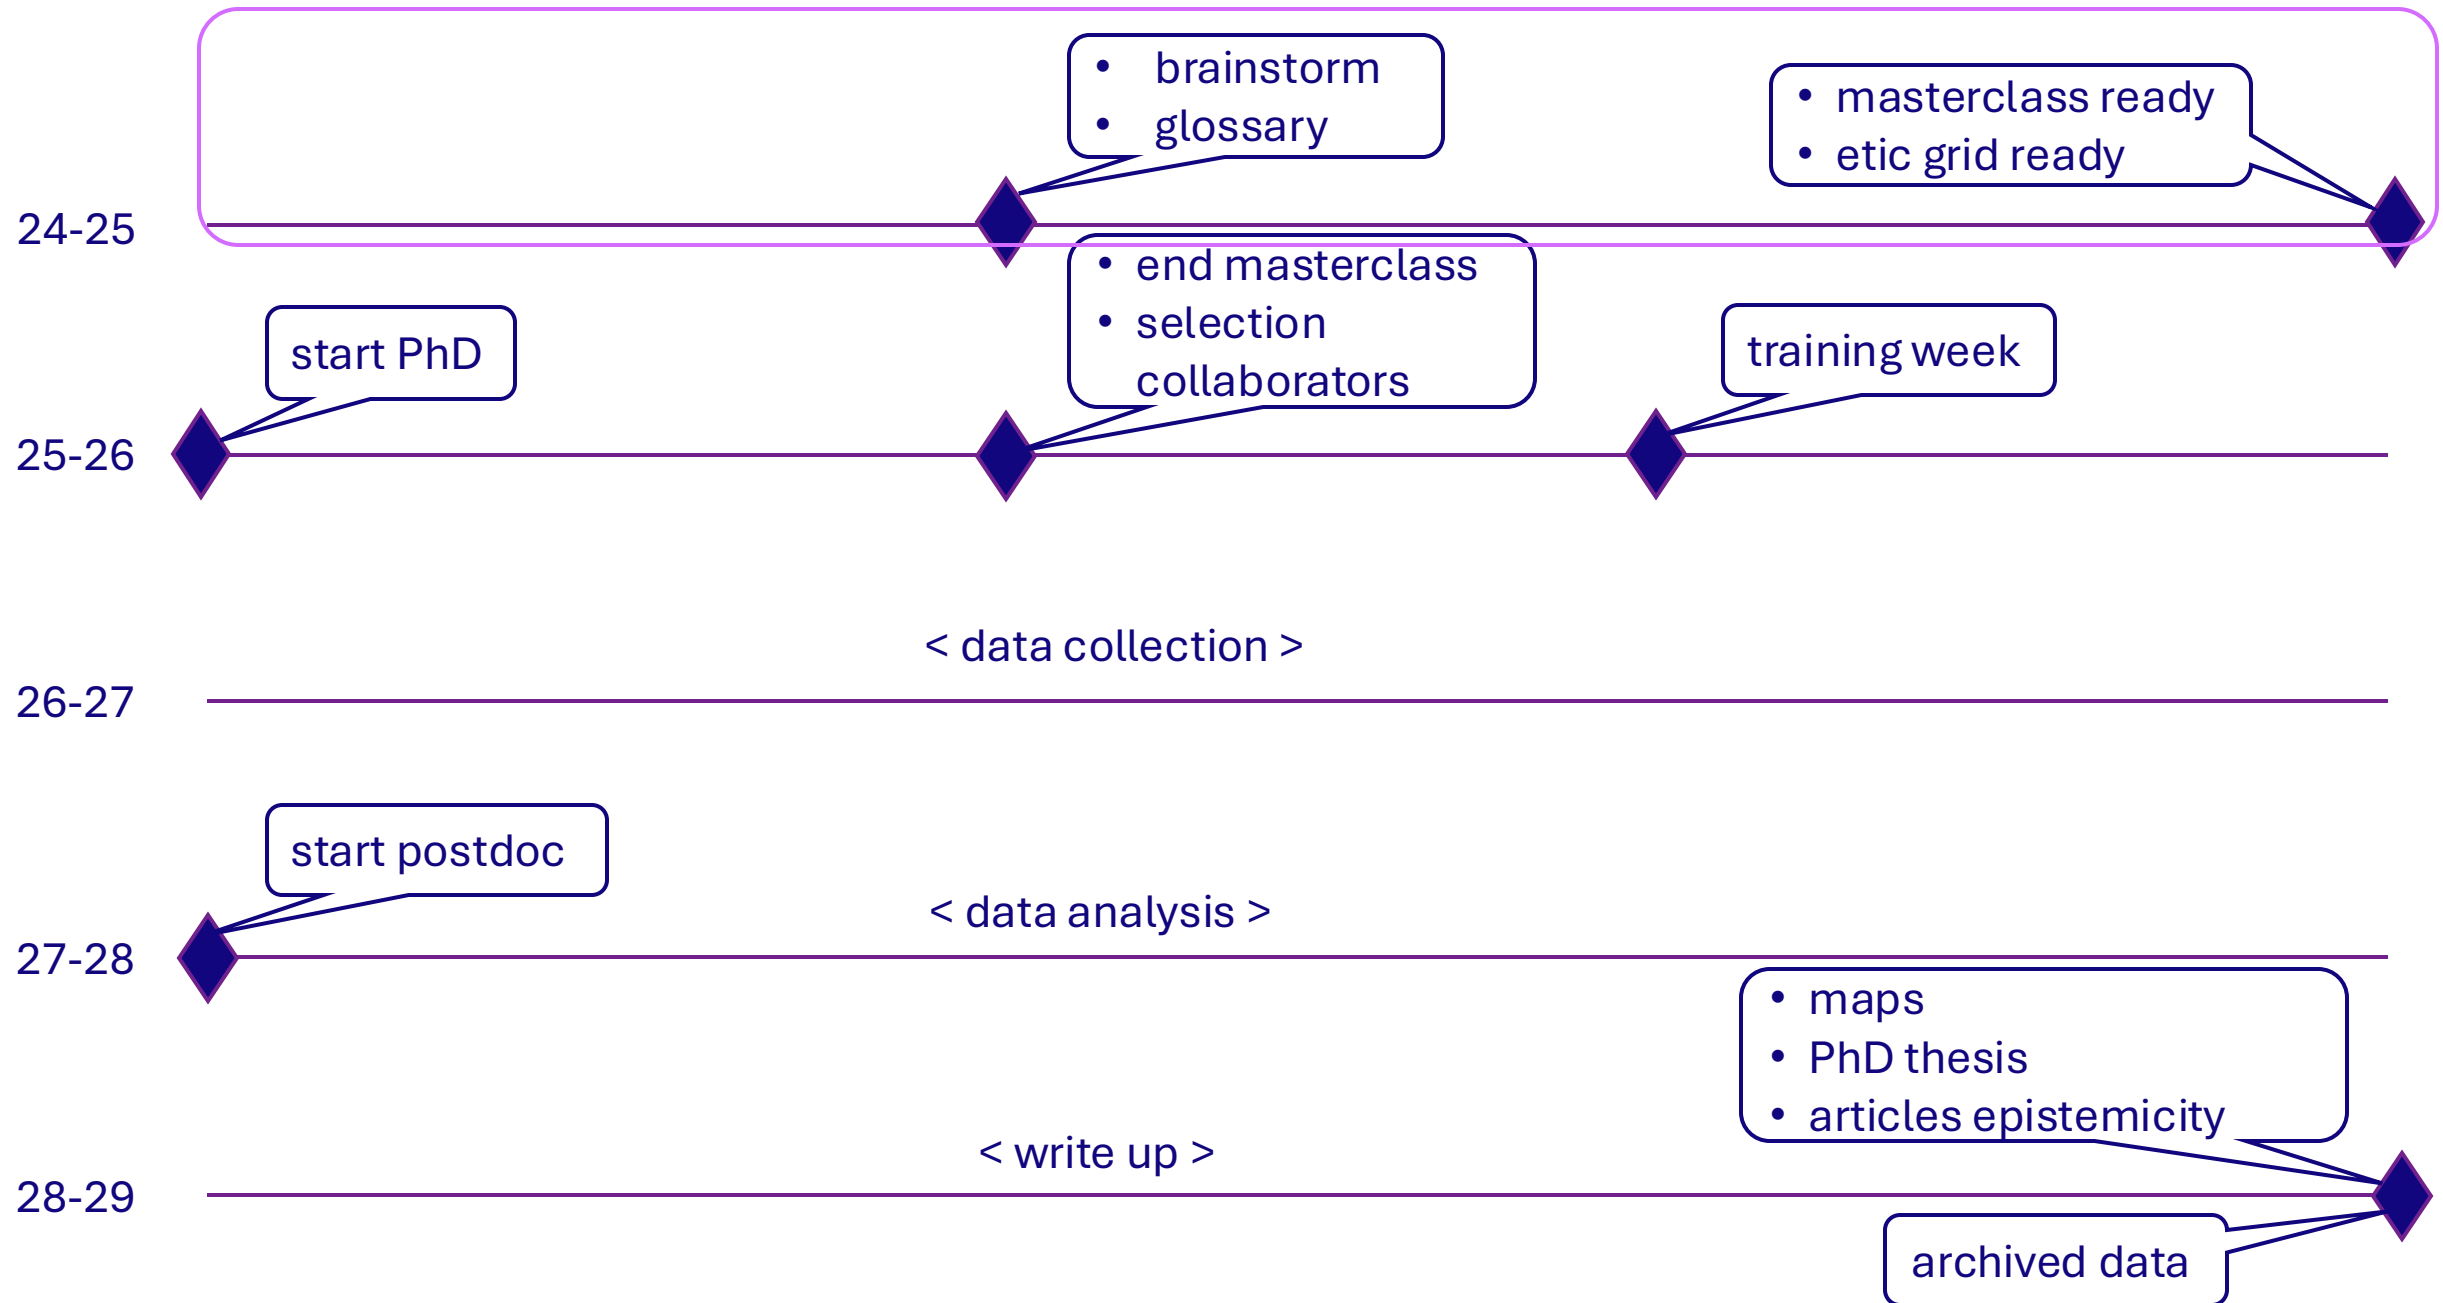 • brainstorm
• glossary
• masterclass ready
• etic grid ready
24-25
• end masterclass
• selection
collaborators
start PhD
training week
25-26
< data collection >
26-27
start postdoc
< data analysis >
27-28
• maps
• PhD thesis
• articles epistemicity
< write up >
28-29
archived data